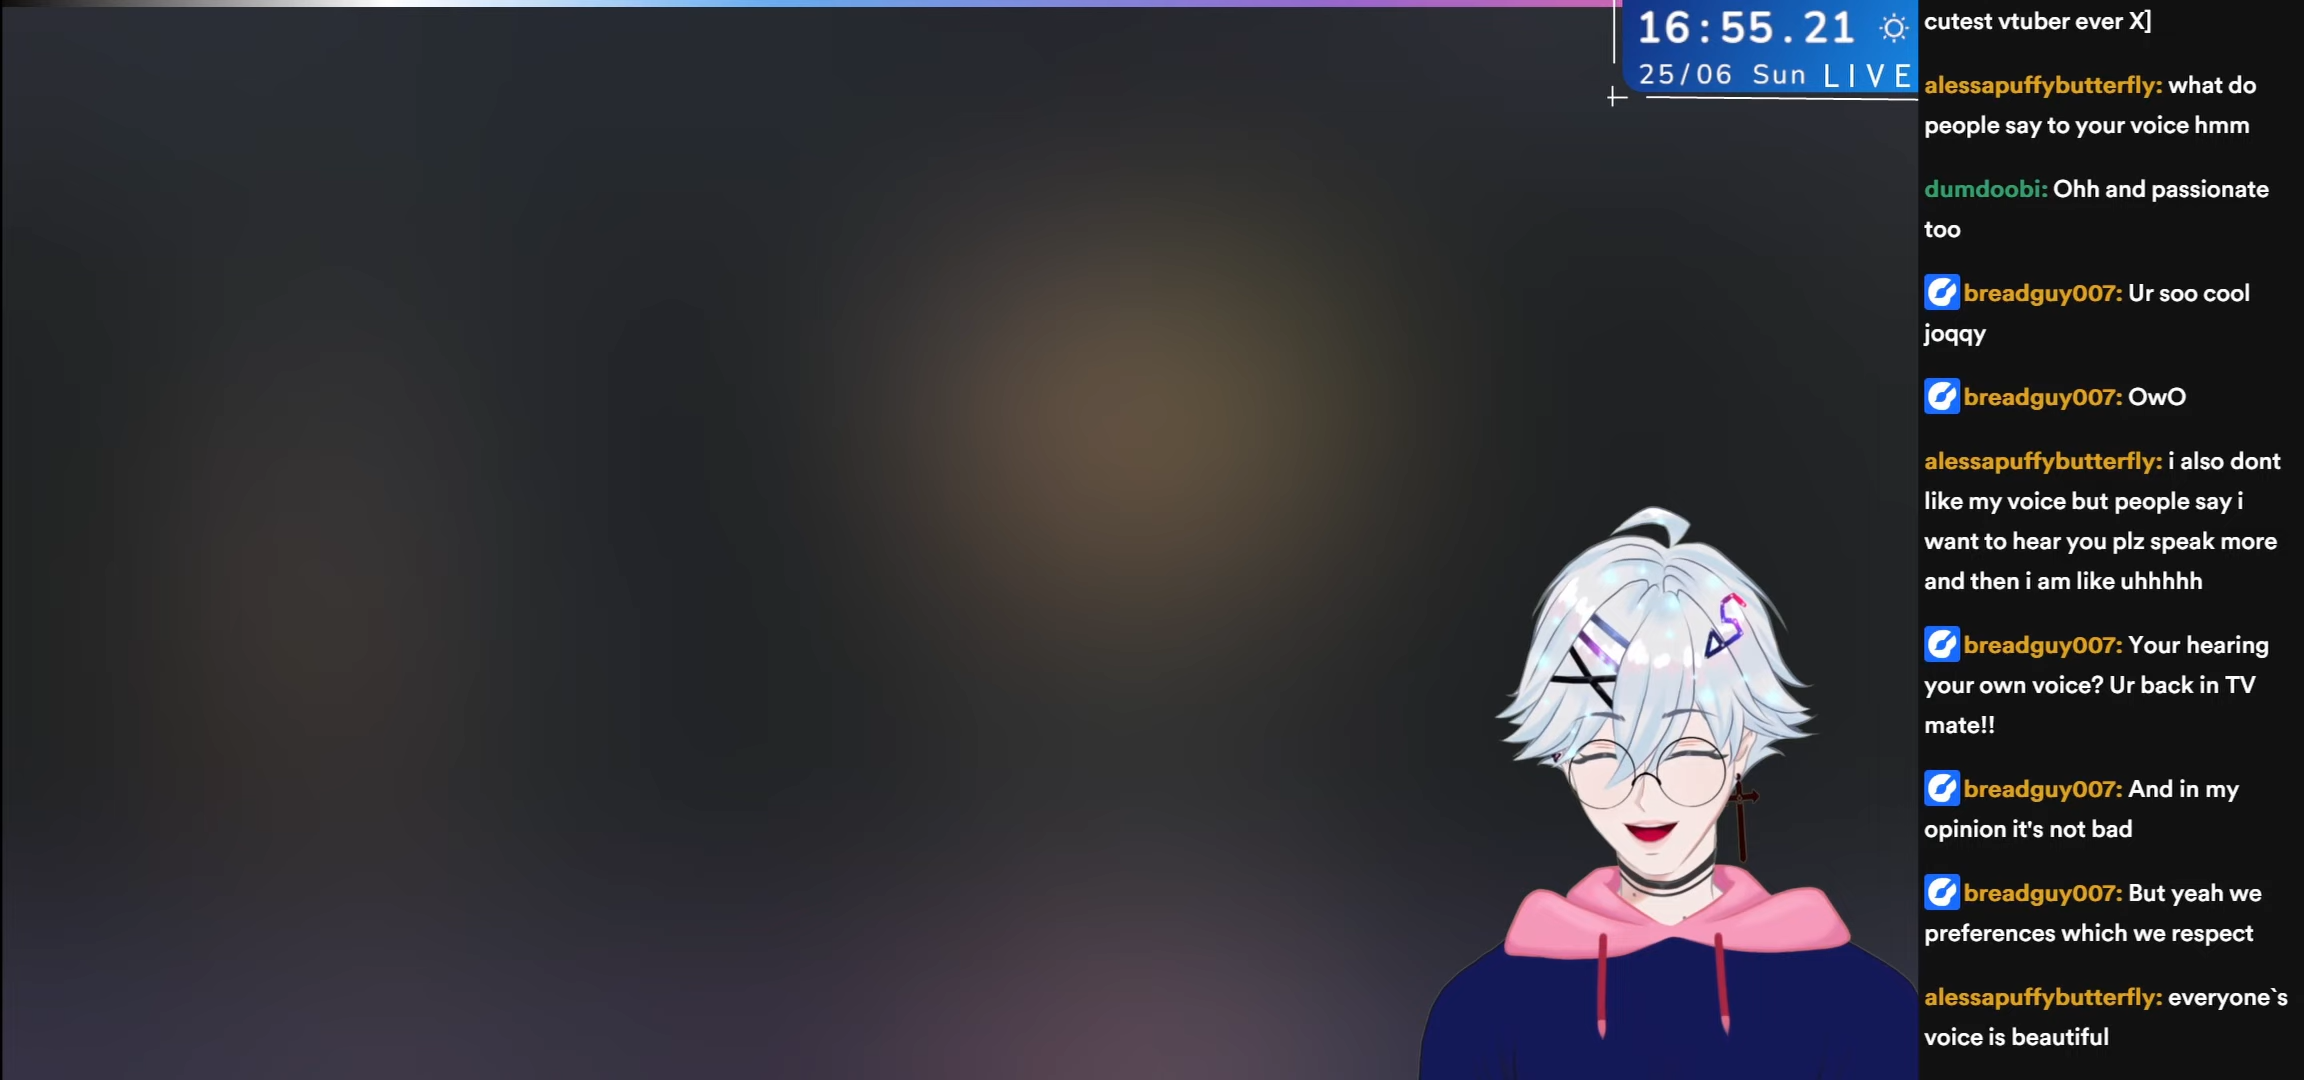 16:55.21
25/06 Sun LIVE
cutest vtuber ever X]
alessapuffybutterfly: what do
people say to your voice hmm
dumdoobi: Ohh and passionate
too
breadguy007: Ur soo cool
joqqy
breadguy007: OwO
alessapuffybutterfly: i also dont
like my voice but people say i
want to hear you plz speak more
and then i am like uhhhhh
breadguy007: Your hearing
your own voice? Ur back in TV
mate!!
breadguy007: And in my
opinion it's not bad
breadguy007: But yeah we
preferences which we respect
alessapuffybutterfly: everyone`s
voice is beautiful